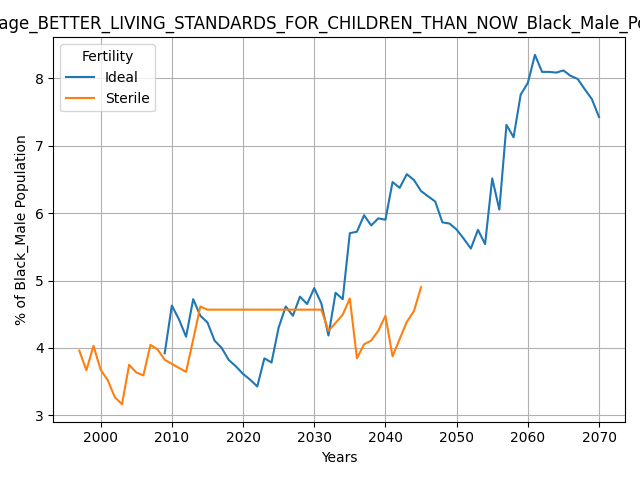 age_BETTER_LIVING_STANDARDS_FOR_CHILDREN_THAN_NOW_Black_Male_Po
Fertility
Ideal
Sterile
% of Black_Male Population
8
7
6
5
4
3
2000 2010 2020 2030 2040 2050 2060 2070
Years